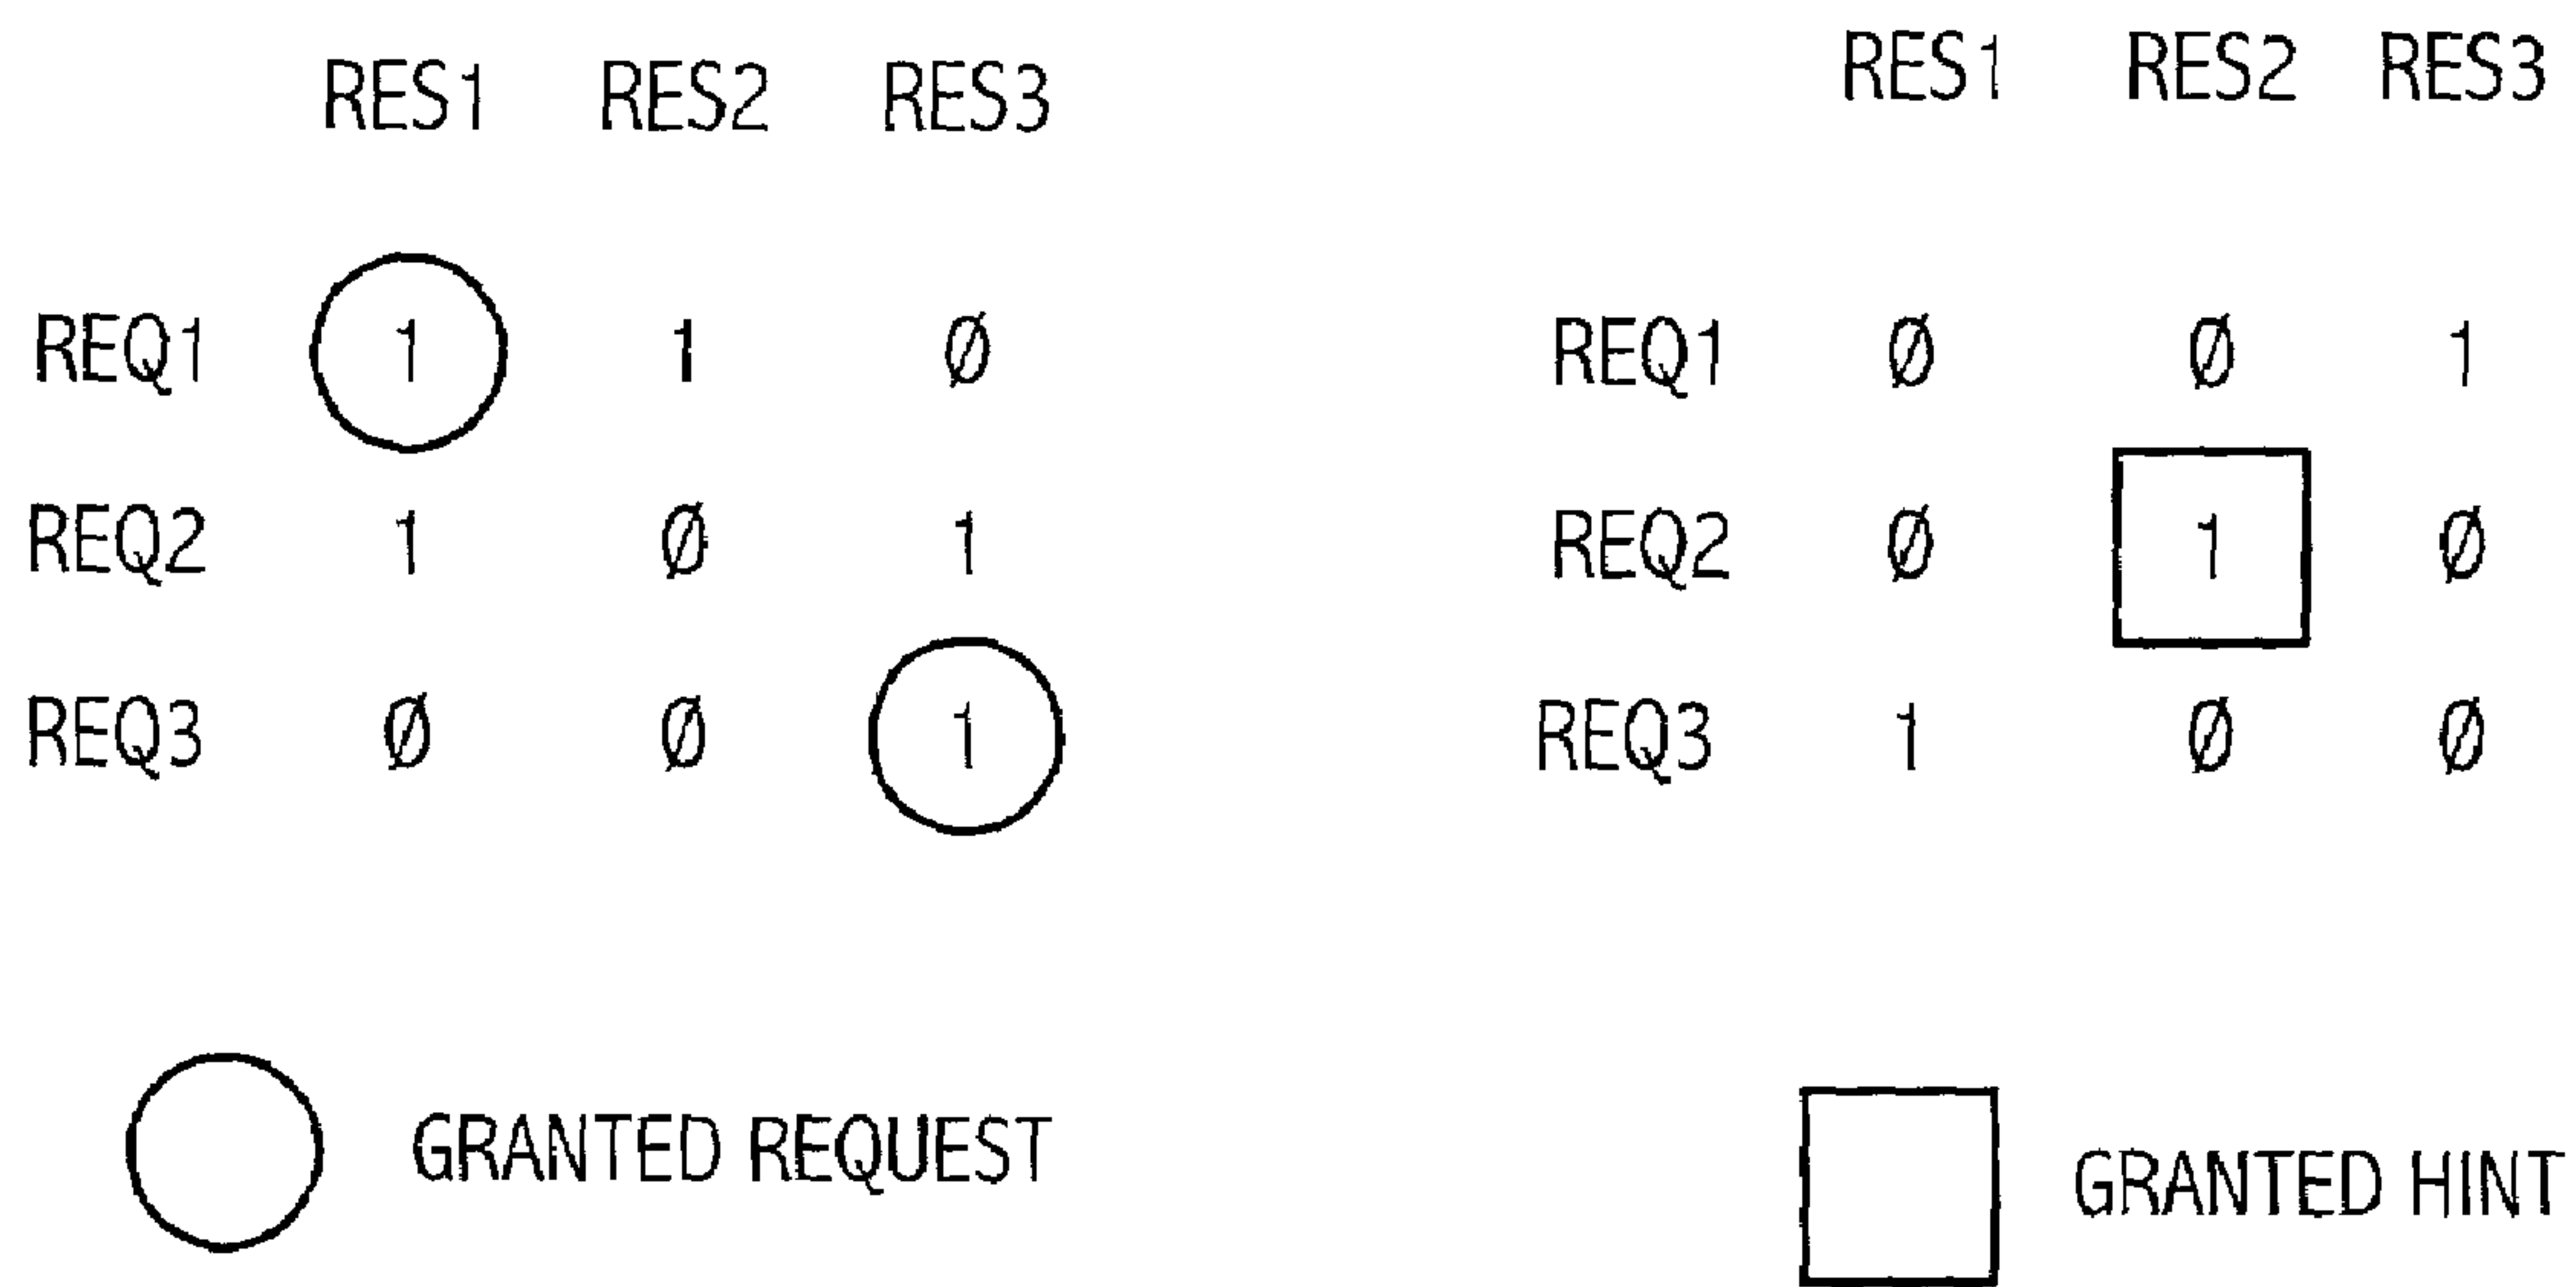 RES1 RES2 RES3
REQ1 1 1 Ø
REQ2 1 Ø 1
REQ3 Ø Ø 1
GRANTED REQUEST
RES1 RES2 RES3
REQ1 Ø Ø 1
REQ2 Ø 1 Ø
REQ3 1 Ø Ø
GRANTED HINT